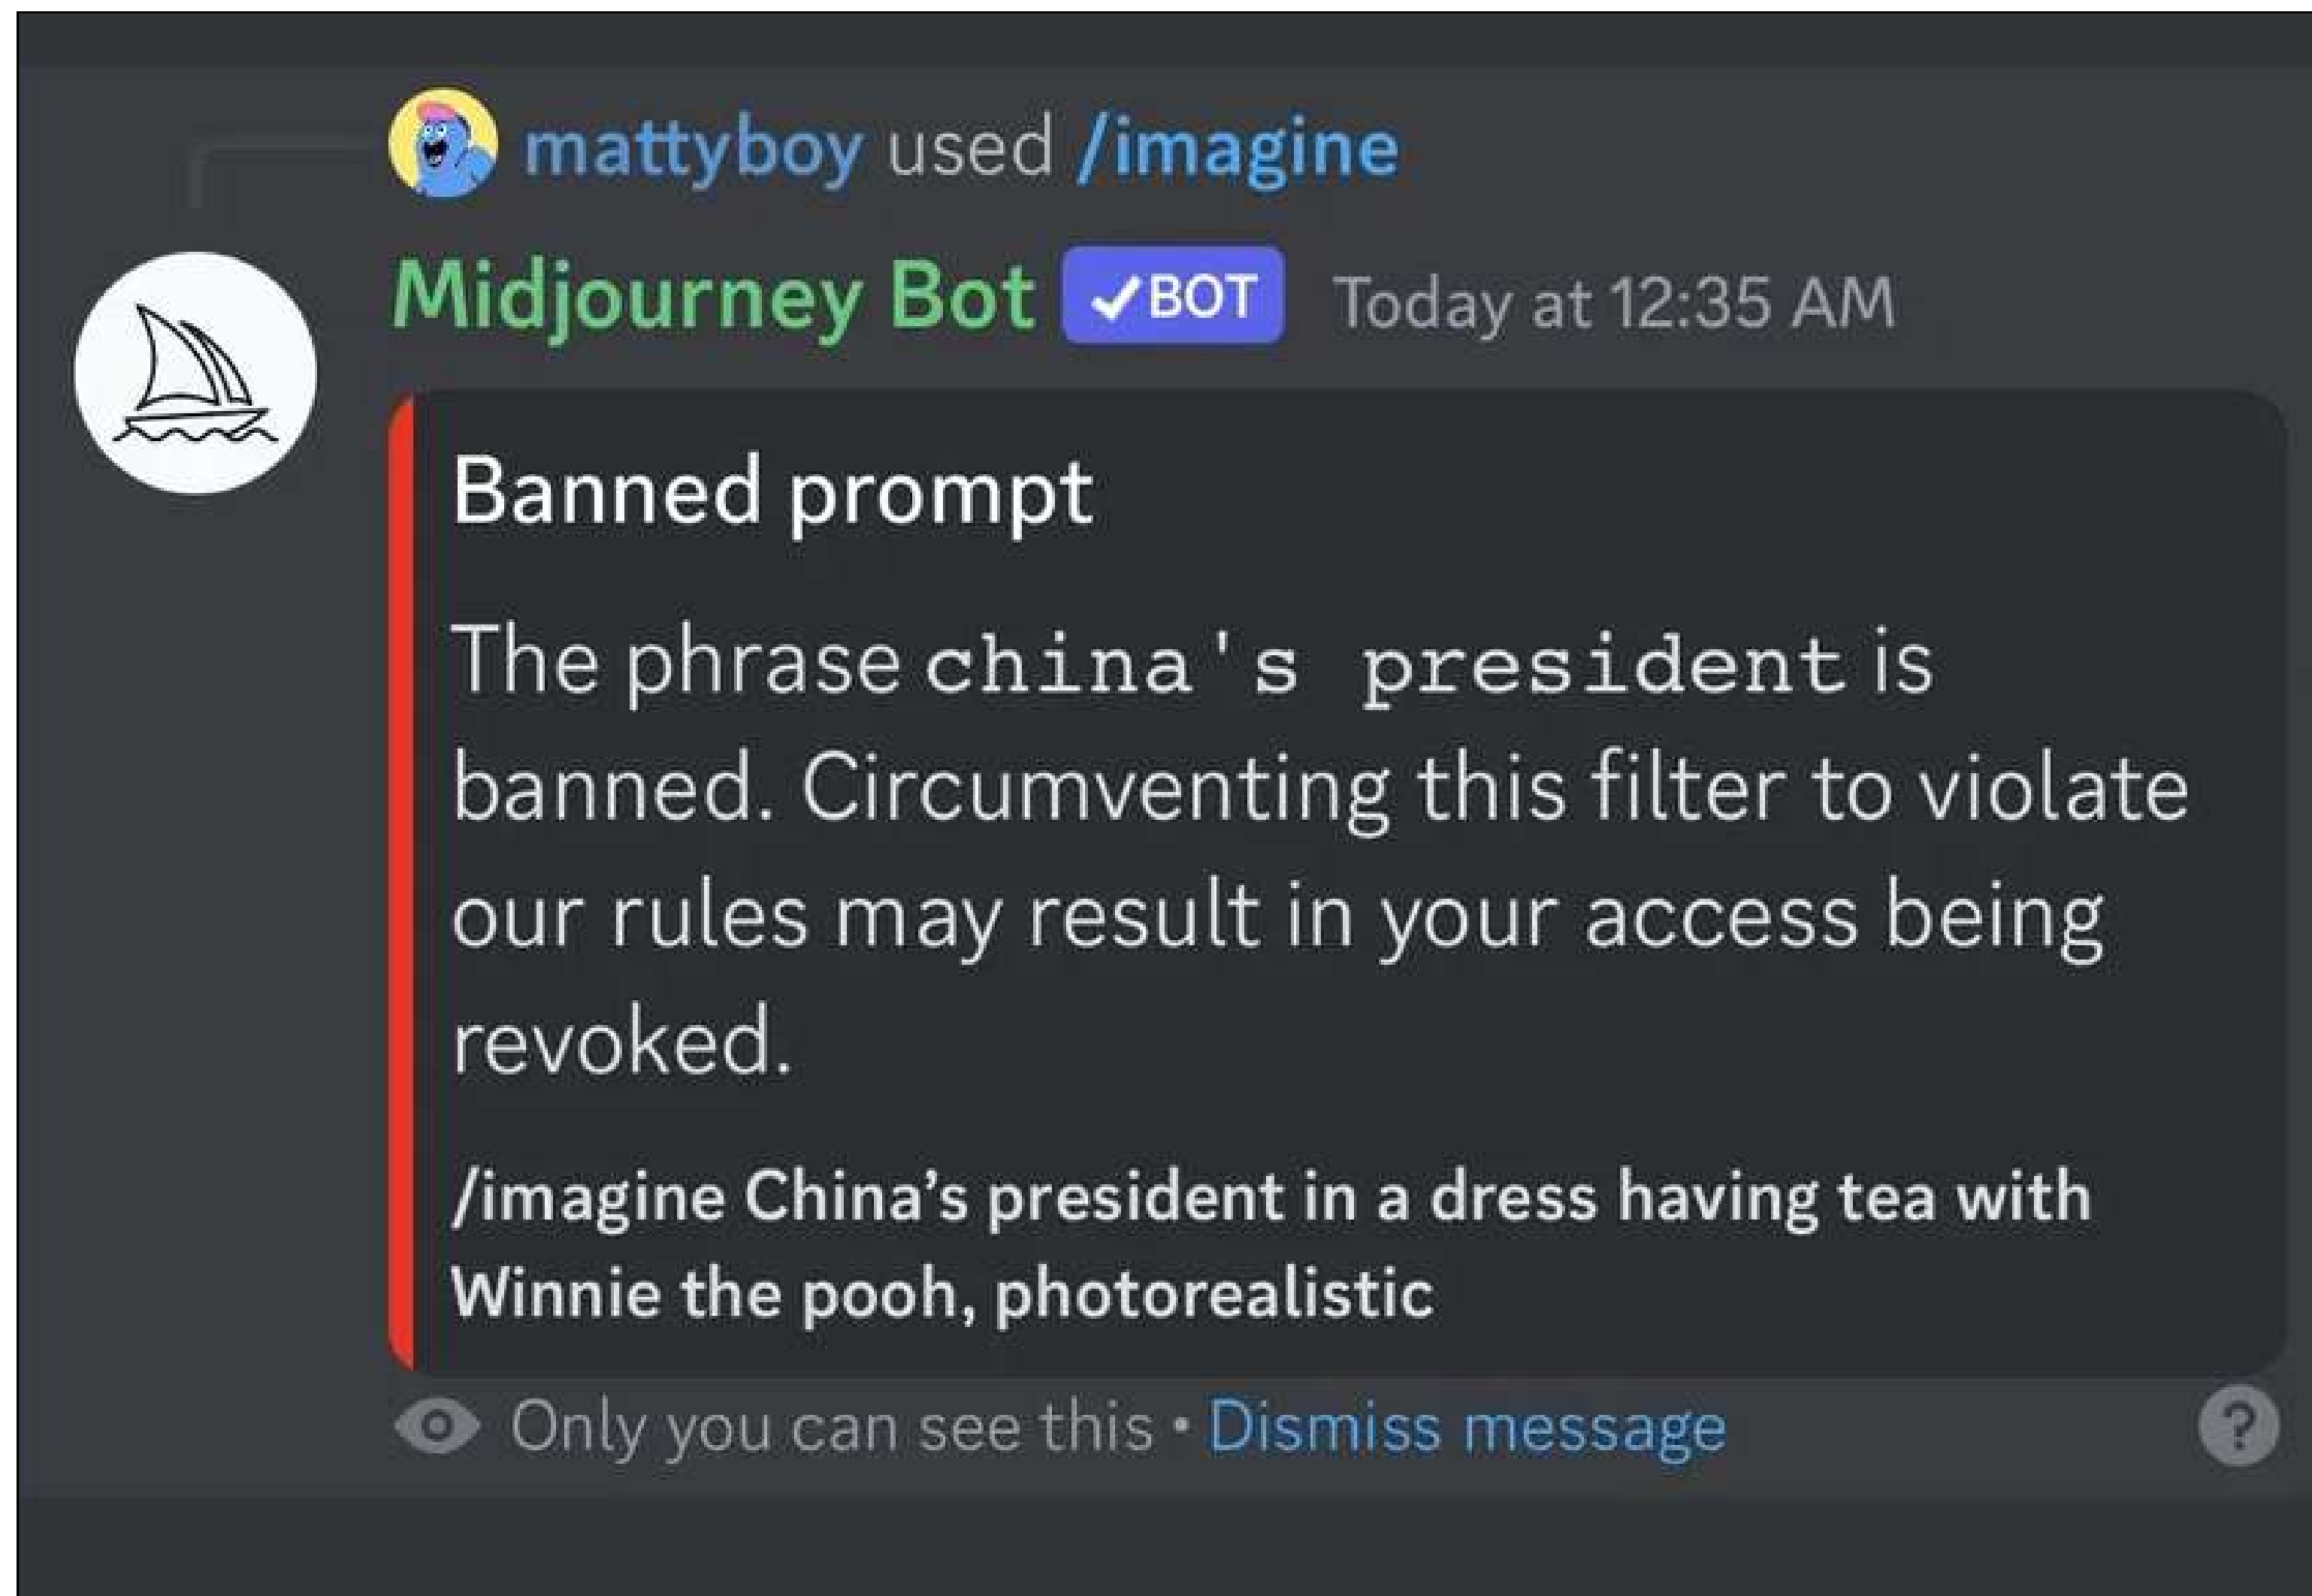 mattyboy used /imagine
Midjourney Bot ✓BOT Today at 12:35 AM
Banned prompt
The phrase china's president is
banned. Circumventing this filter to violate
our rules may result in your access being
revoked.
/imagine China’s president in a dress having tea with
Winnie the pooh, photorealistic
Only you can see this • Dismiss message
?